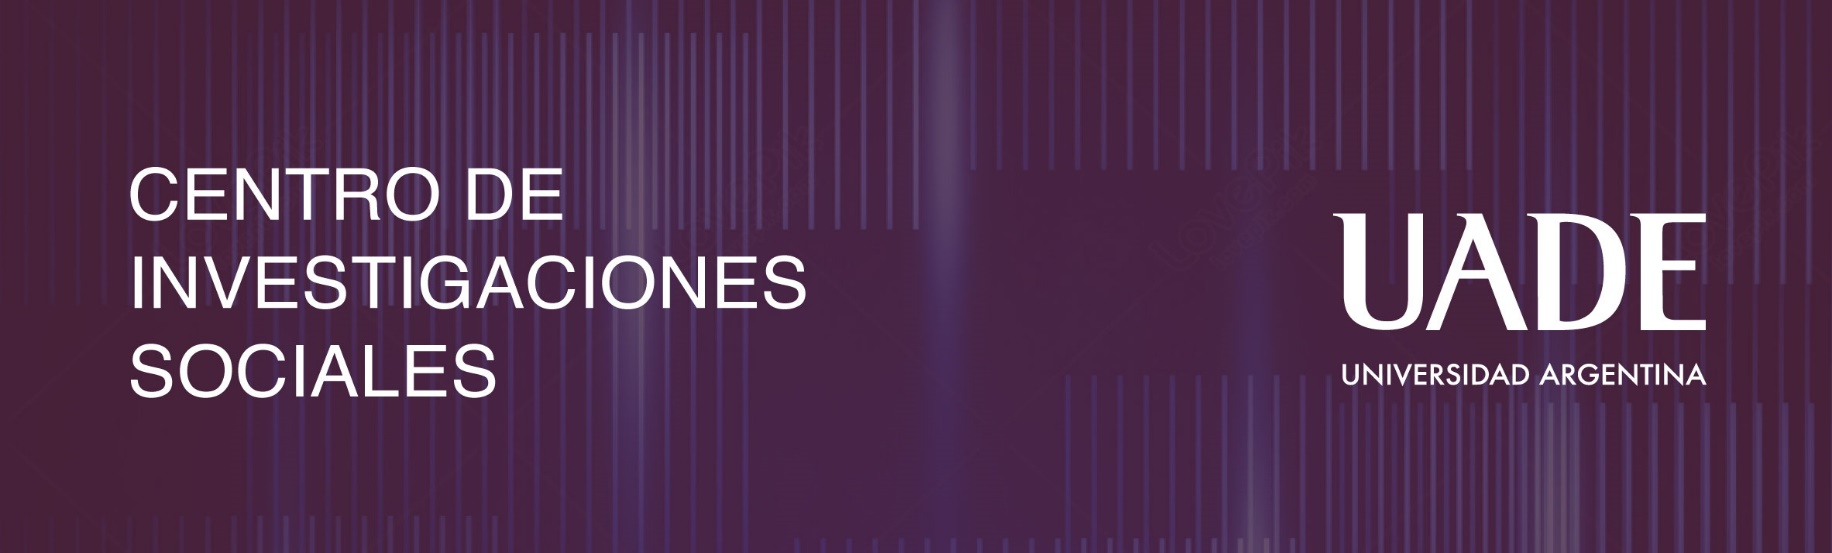 CENTRO DE
INVESTIGACIONES
SOCIALES
UADE
UNIVERSIDAD ARGENTINA